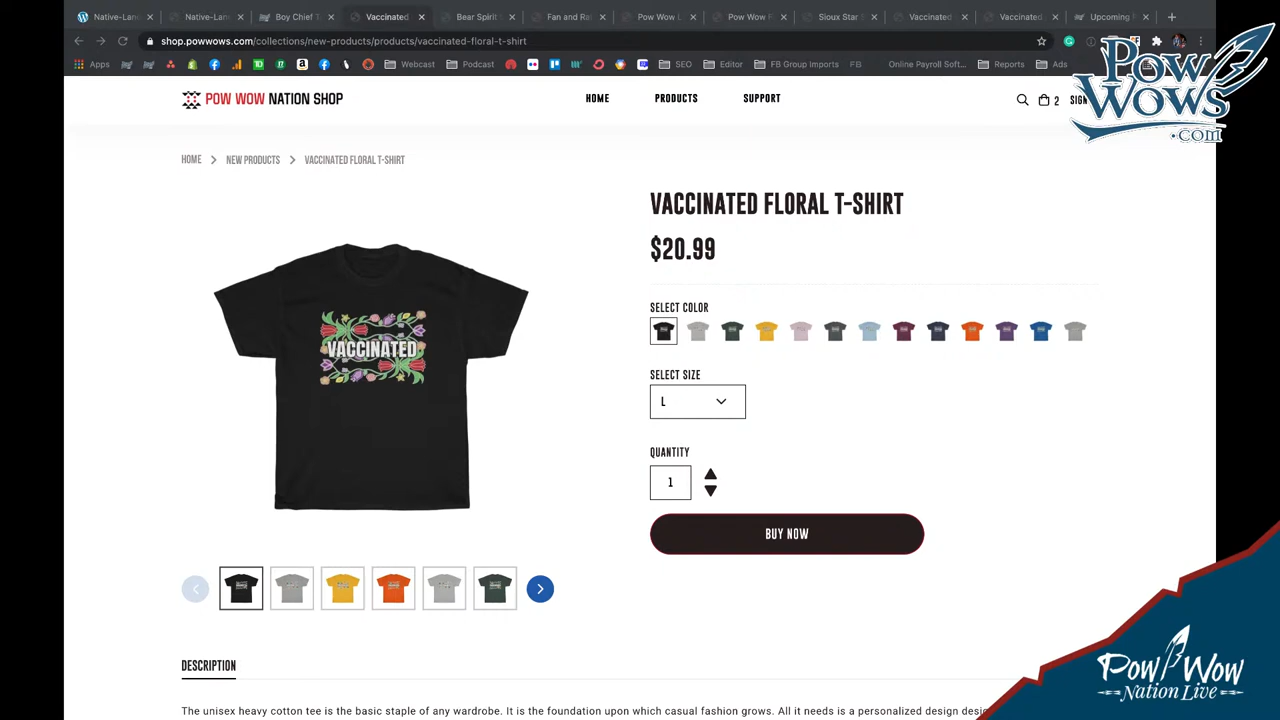 Native-Lan
Native-Lan
Boy Chief T
Vaccinated
Bear Spirit S
Fan and Ra
Pow Wow L
Pow Wow F
Sioux Star
Vaccinated
Vaccinated
Upcoming
shop.powwows.com/collections/new-products/products/vaccinated-floral-t-shirt
Apps
Webcast
Podcast
SEO
Editor
FB Group Imports
FB
Online Payroll Soft...
Reports
Ads
Pow Wows .com
POW WOW NATION SHOP
HOME
PRODUCTS
SUPPORT
2
SIGN
HOME > NEW PRODUCTS > VACCINATED FLORAL T-SHIRT
VACCINATED FLORAL T-SHIRT
$20.99
SELECT COLOR
VACCINATED
SELECT SIZE
L
QUANTITY
1
BUY NOW
DESCRIPTION
The unisex heavy cotton tee is the basic staple of any wardrobe. It is the foundation upon which casual fashion grows. All it needs is a personalized design
Pow Wow
Nation Live